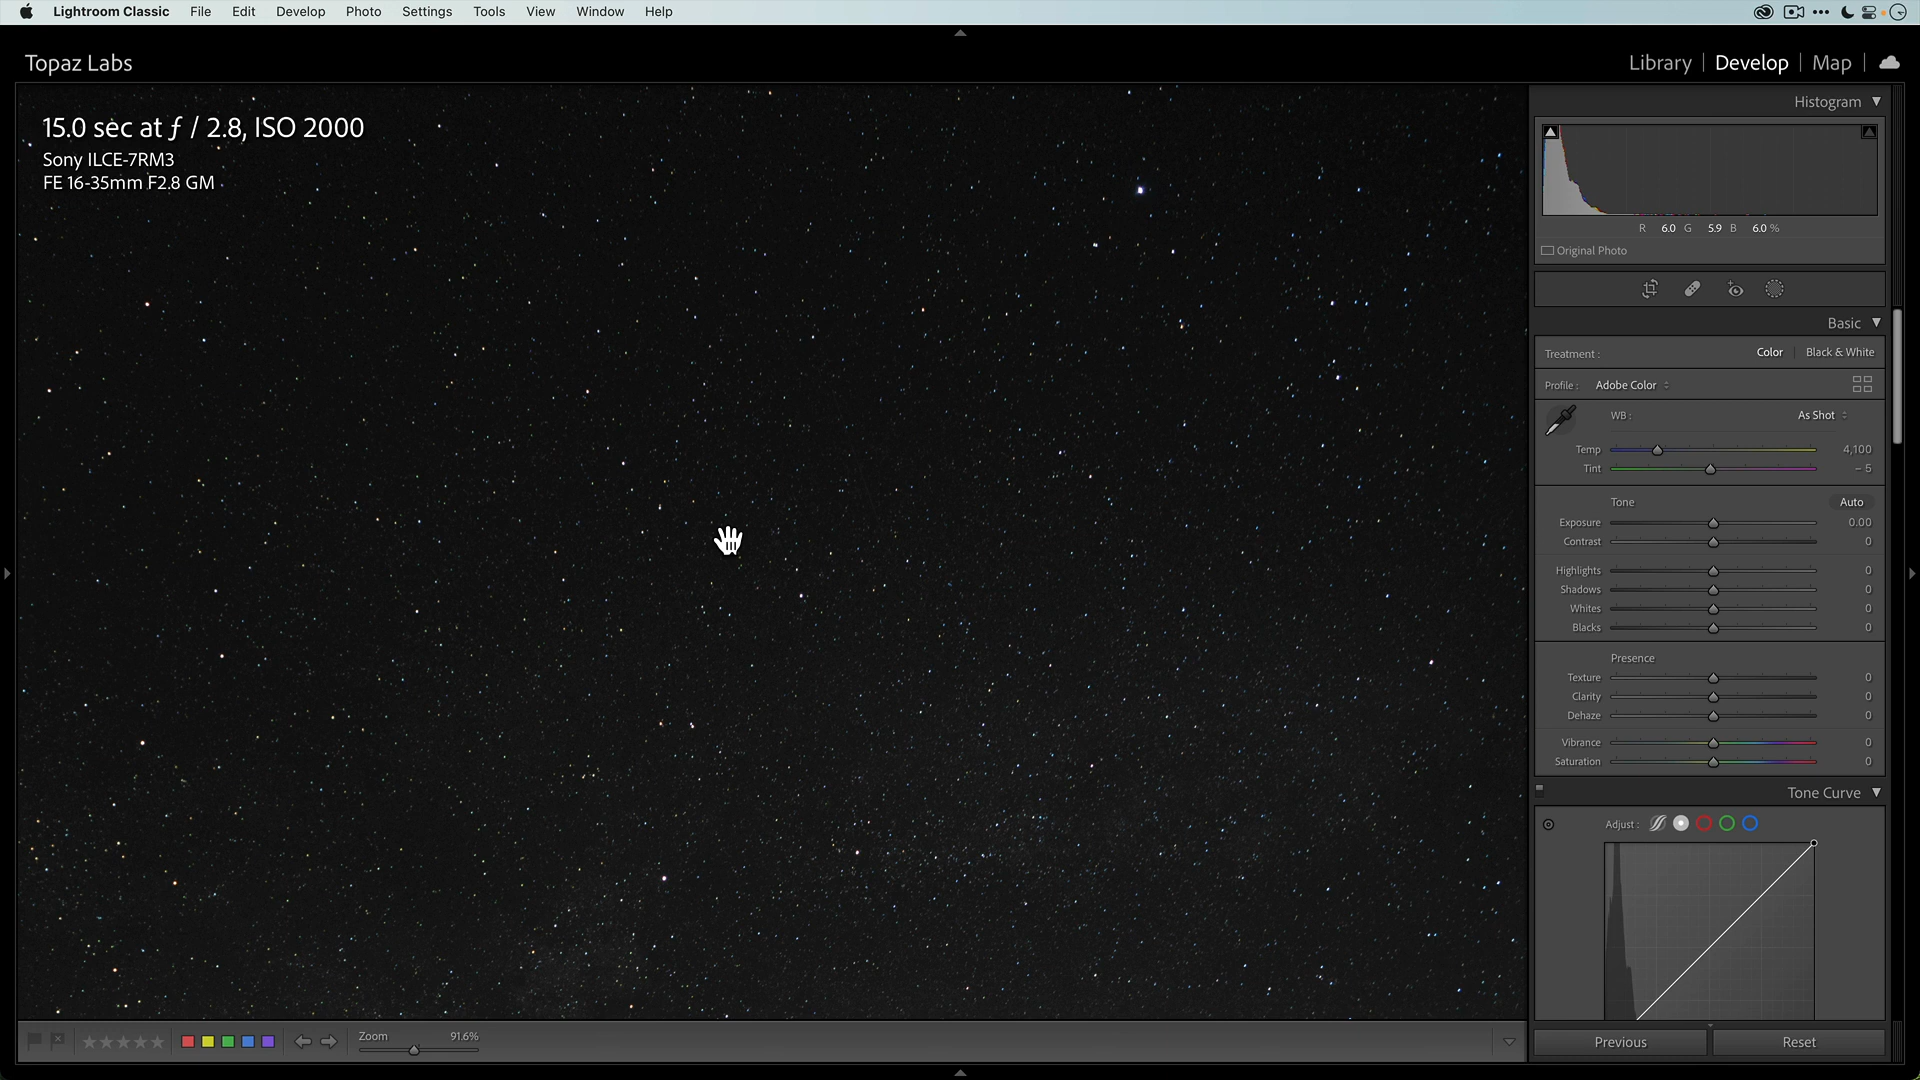 Lightroom Classic File Edit Develop Photo Settings Tools View Window Help
Topaz Labs
Library | Develop | Map
15.0 sec at ƒ / 2.8, ISO 2000
Sony ILCE-7RM3
FE 16-35mm F2.8 GM
Histogram
R 6.0 G 5.9 B 6.0 %
Original Photo
Basic
Treatment : Color | Black & White
Profile : Adobe Color
WB : As Shot
Temp 4,100
Tint – 5
Tone Auto
Exposure 0.00
Contrast 0
Highlights 0
Shadows 0
Whites 0
Blacks 0
Presence
Texture 0
Clarity 0
Dehaze 0
Vibrance 0
Saturation 0
Tone Curve
Adjust :
Zoom 91.6%
Previous Reset